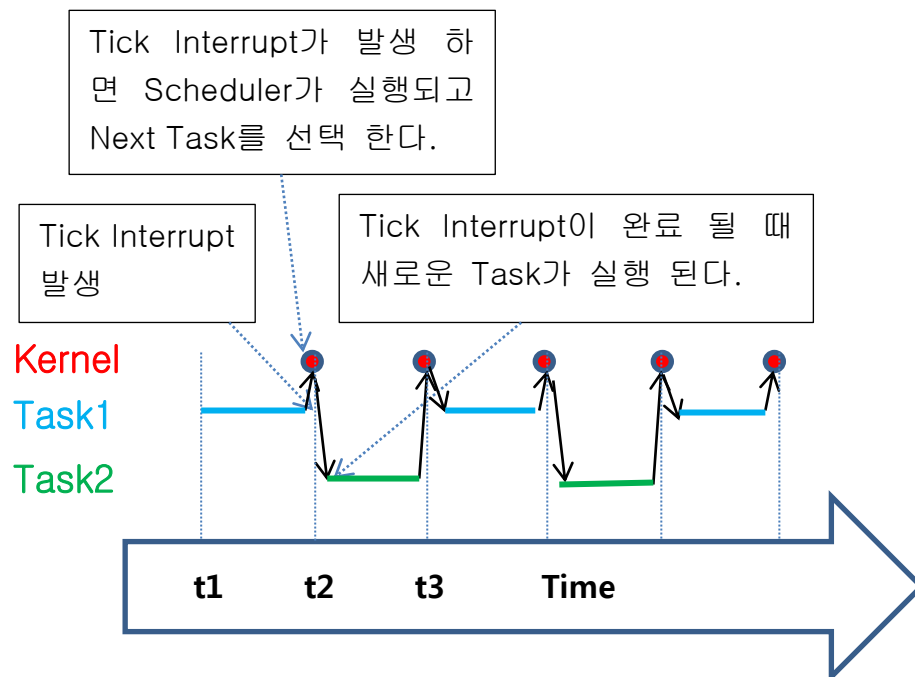 Tick Interrupt가 발생 하
면 Scheduler가 실행되고
Next Task를 선택 한다.
Tick Interrupt
발생
Tick Interrupt이 완료 될 때
새로운 Task가 실행 된다.
Kernel
Task1
Task2
t1 t2 t3 Time